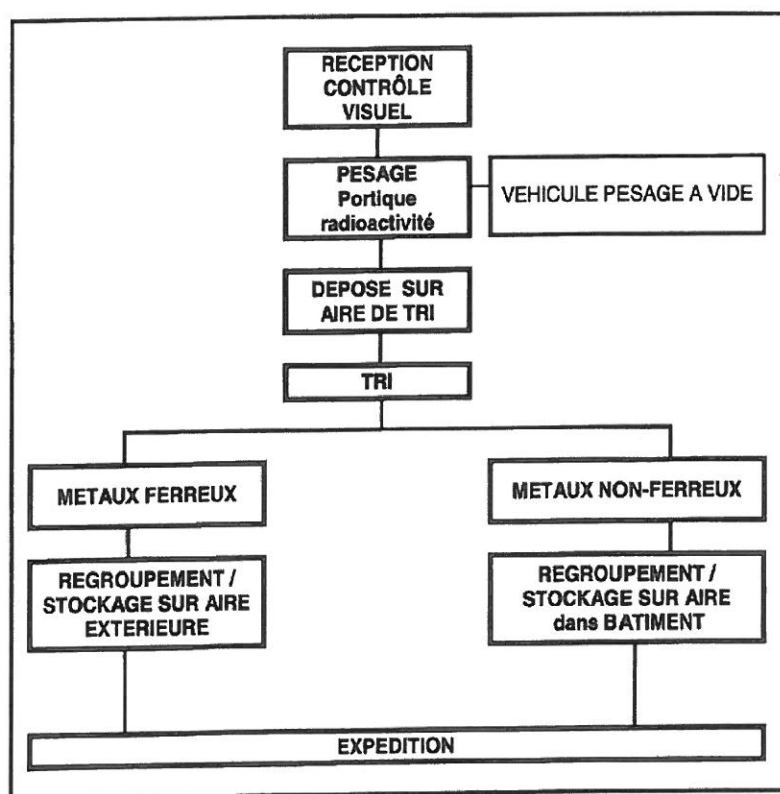 RECEPTION
CONTRÔLE
VISUEL
PESAGE
Portique
radioactivité
VEHICULE PESAGE A VIDE
DEPOSE SUR
AIRE DE TRI
TRI
METAUX FERREUX
METAUX NON-FERREUX
REGROUPEMENT /
STOCKAGE SUR AIRE
EXTERIEURE
REGROUPEMENT /
STOCKAGE SUR AIRE
dans BATIMENT
EXPEDITION